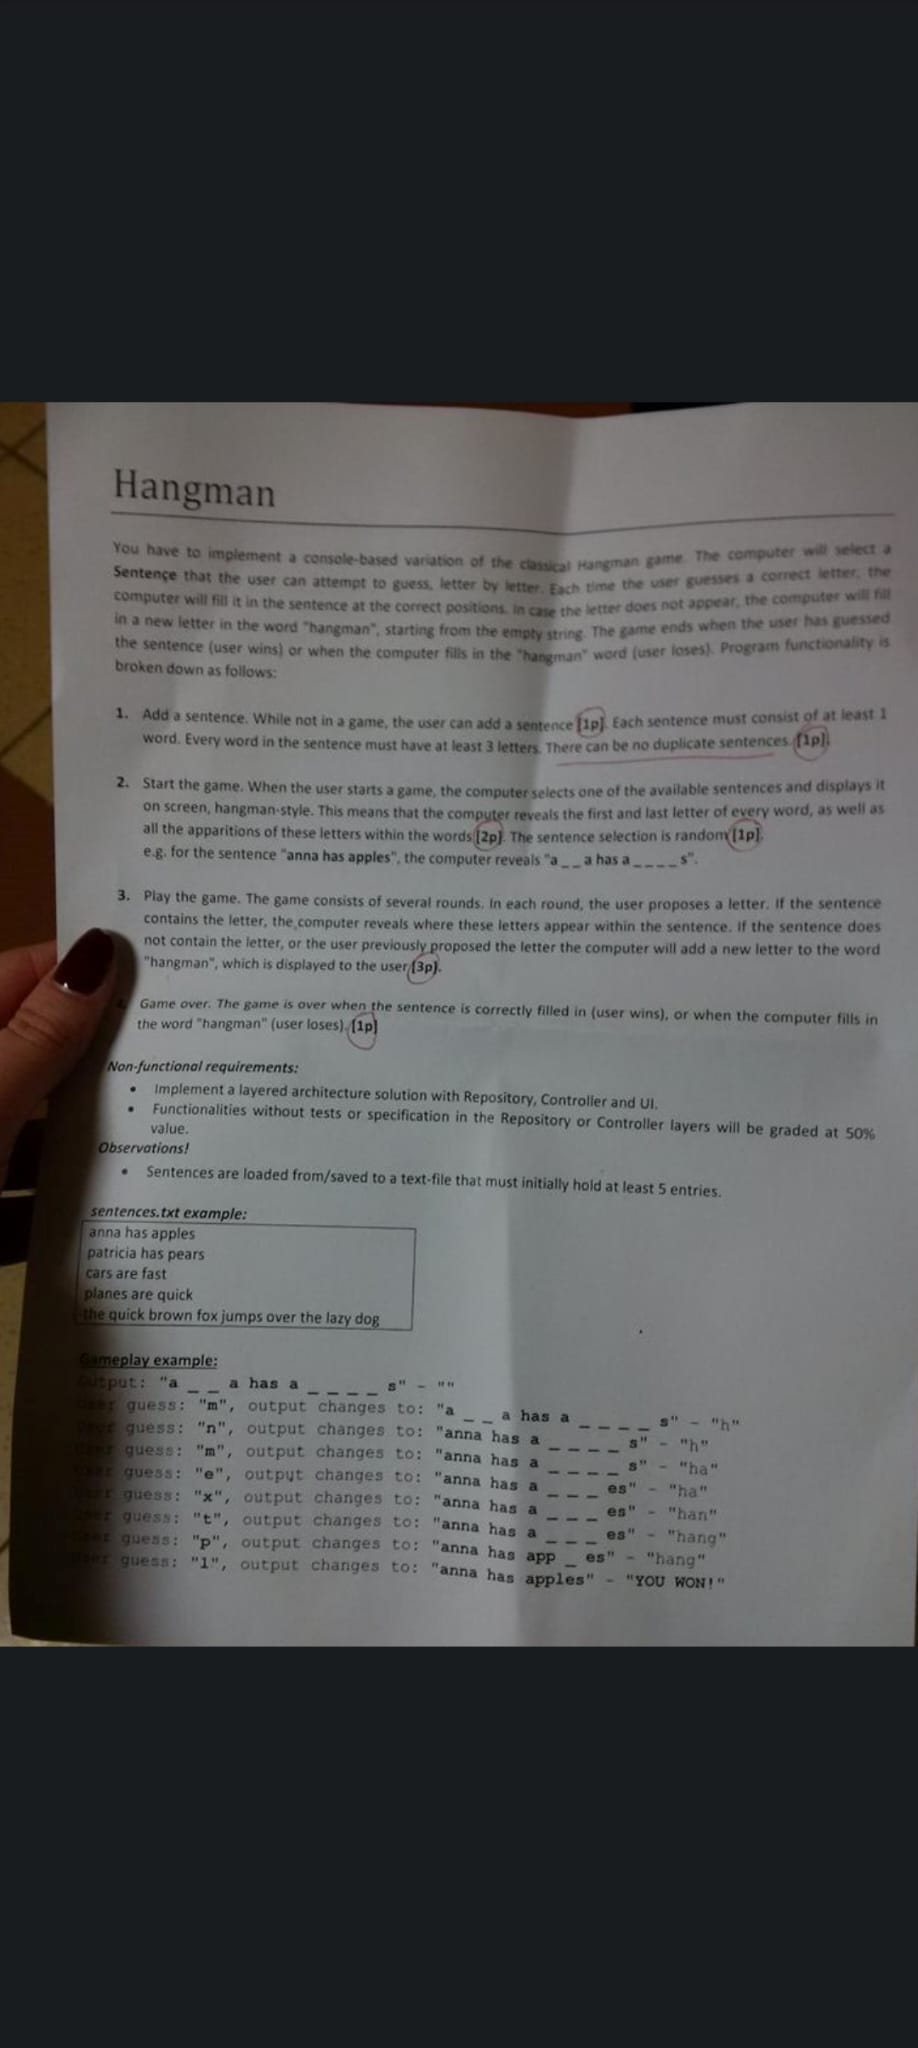 Hangman
You have to implement a console-based variation of the classical Hangman game. The computer will select a
Sentence that the user can attempt to guess, letter by letter. Each time the user guesses a correct letter, the
computer will fill it in the sentence at the correct positions. In case the letter does not appear, the computer will fill
in a new letter in the word "hangman", starting from the empty string. The game ends when the user has guessed
the sentence (user wins) or when the computer fills in the "hangman" word (user loses). Program functionality is
broken down as follows:
1. Add a sentence. While not in a game, the user can add a sentence [1p]. Each sentence must consist of at least 1
word. Every word in the sentence must have at least 3 letters. There can be no duplicate sentences. [1p].
2. Start the game. When the user starts a game, the computer selects one of the available sentences and displays it
on screen, hangman-style. This means that the computer reveals the first and last letter of every word, as well as
all the apparitions of these letters within the words [2p]. The sentence selection is random [1p].
e.g. for the sentence "anna has apples", the computer reveals "a _ _ a has a _ _ _ _ s".
3. Play the game. The game consists of several rounds. In each round, the user proposes a letter. If the sentence
contains the letter, the computer reveals where these letters appear within the sentence. If the sentence does
not contain the letter, or the user previously proposed the letter the computer will add a new letter to the word
"hangman", which is displayed to the user [3p].
Game over. The game is over when the sentence is correctly filled in (user wins), or when the computer fills in
the word "hangman" (user loses). [1p]
Non-functional requirements:
• Implement a layered architecture solution with Repository, Controller and UI.
• Functionalities without tests or specification in the Repository or Controller layers will be graded at 50%
value.
Observations!
• Sentences are loaded from/saved to a text-file that must initially hold at least 5 entries.
sentences.txt example:
anna has apples
patricia has pears
cars are fast
planes are quick
the quick brown fox jumps over the lazy dog
Gameplay example:
Output: "a _ _ a has a _ _ _ _ s" - ""
User guess: "m", output changes to: "a _ _ a has a _ _ _ _ s" - "h"
User guess: "n", output changes to: "anna has a _ _ _ _ s" - "h"
User guess: "m", output changes to: "anna has a _ _ _ _ s" - "ha"
User guess: "e", output changes to: "anna has a _ _ _ es" - "ha"
User guess: "x", output changes to: "anna has a _ _ _ es" - "han"
User guess: "t", output changes to: "anna has a _ _ _ es" - "hang"
User guess: "p", output changes to: "anna has app _ es" - "hang"
User guess: "l", output changes to: "anna has apples" - "YOU WON!"